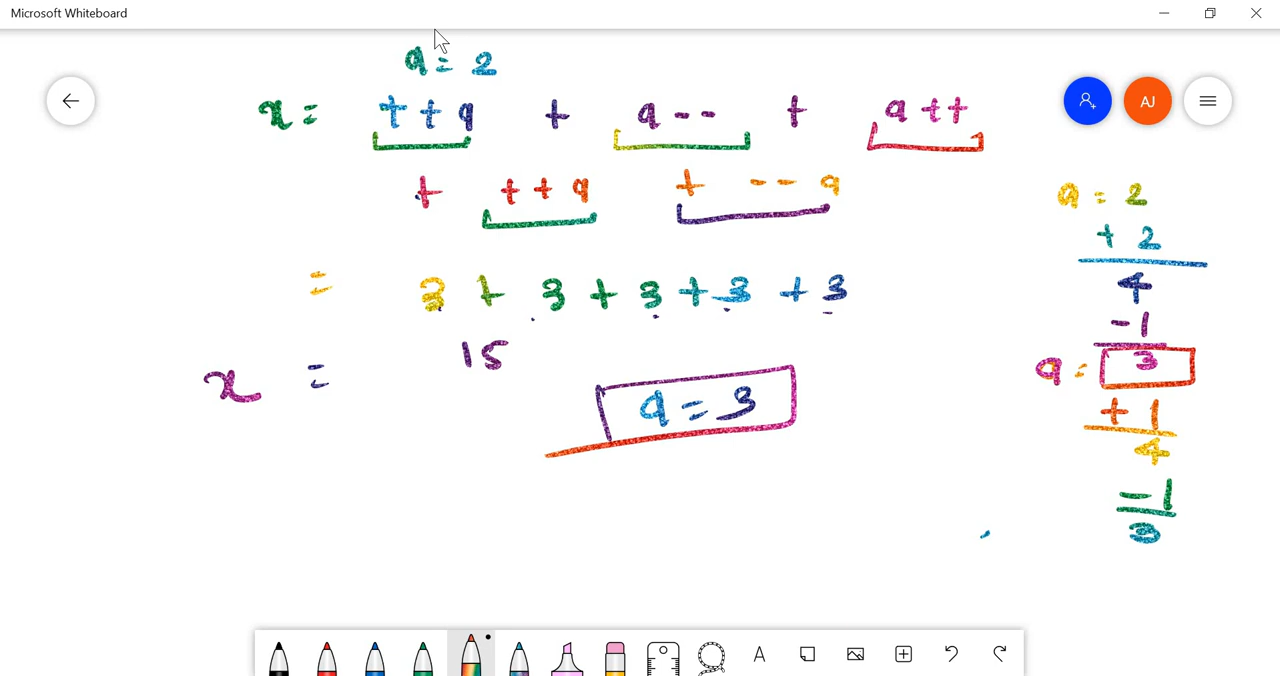 Microsoft Whiteboard
a = 2
x = ++a + a-- + a++
+ ++a + --a
= 3 + 3 + 3 + 3 + 3
x = 15
a = 3
AJ
a = 2
+ 2
4
- 1
a = 3
+ 1
4
- 1
3
A